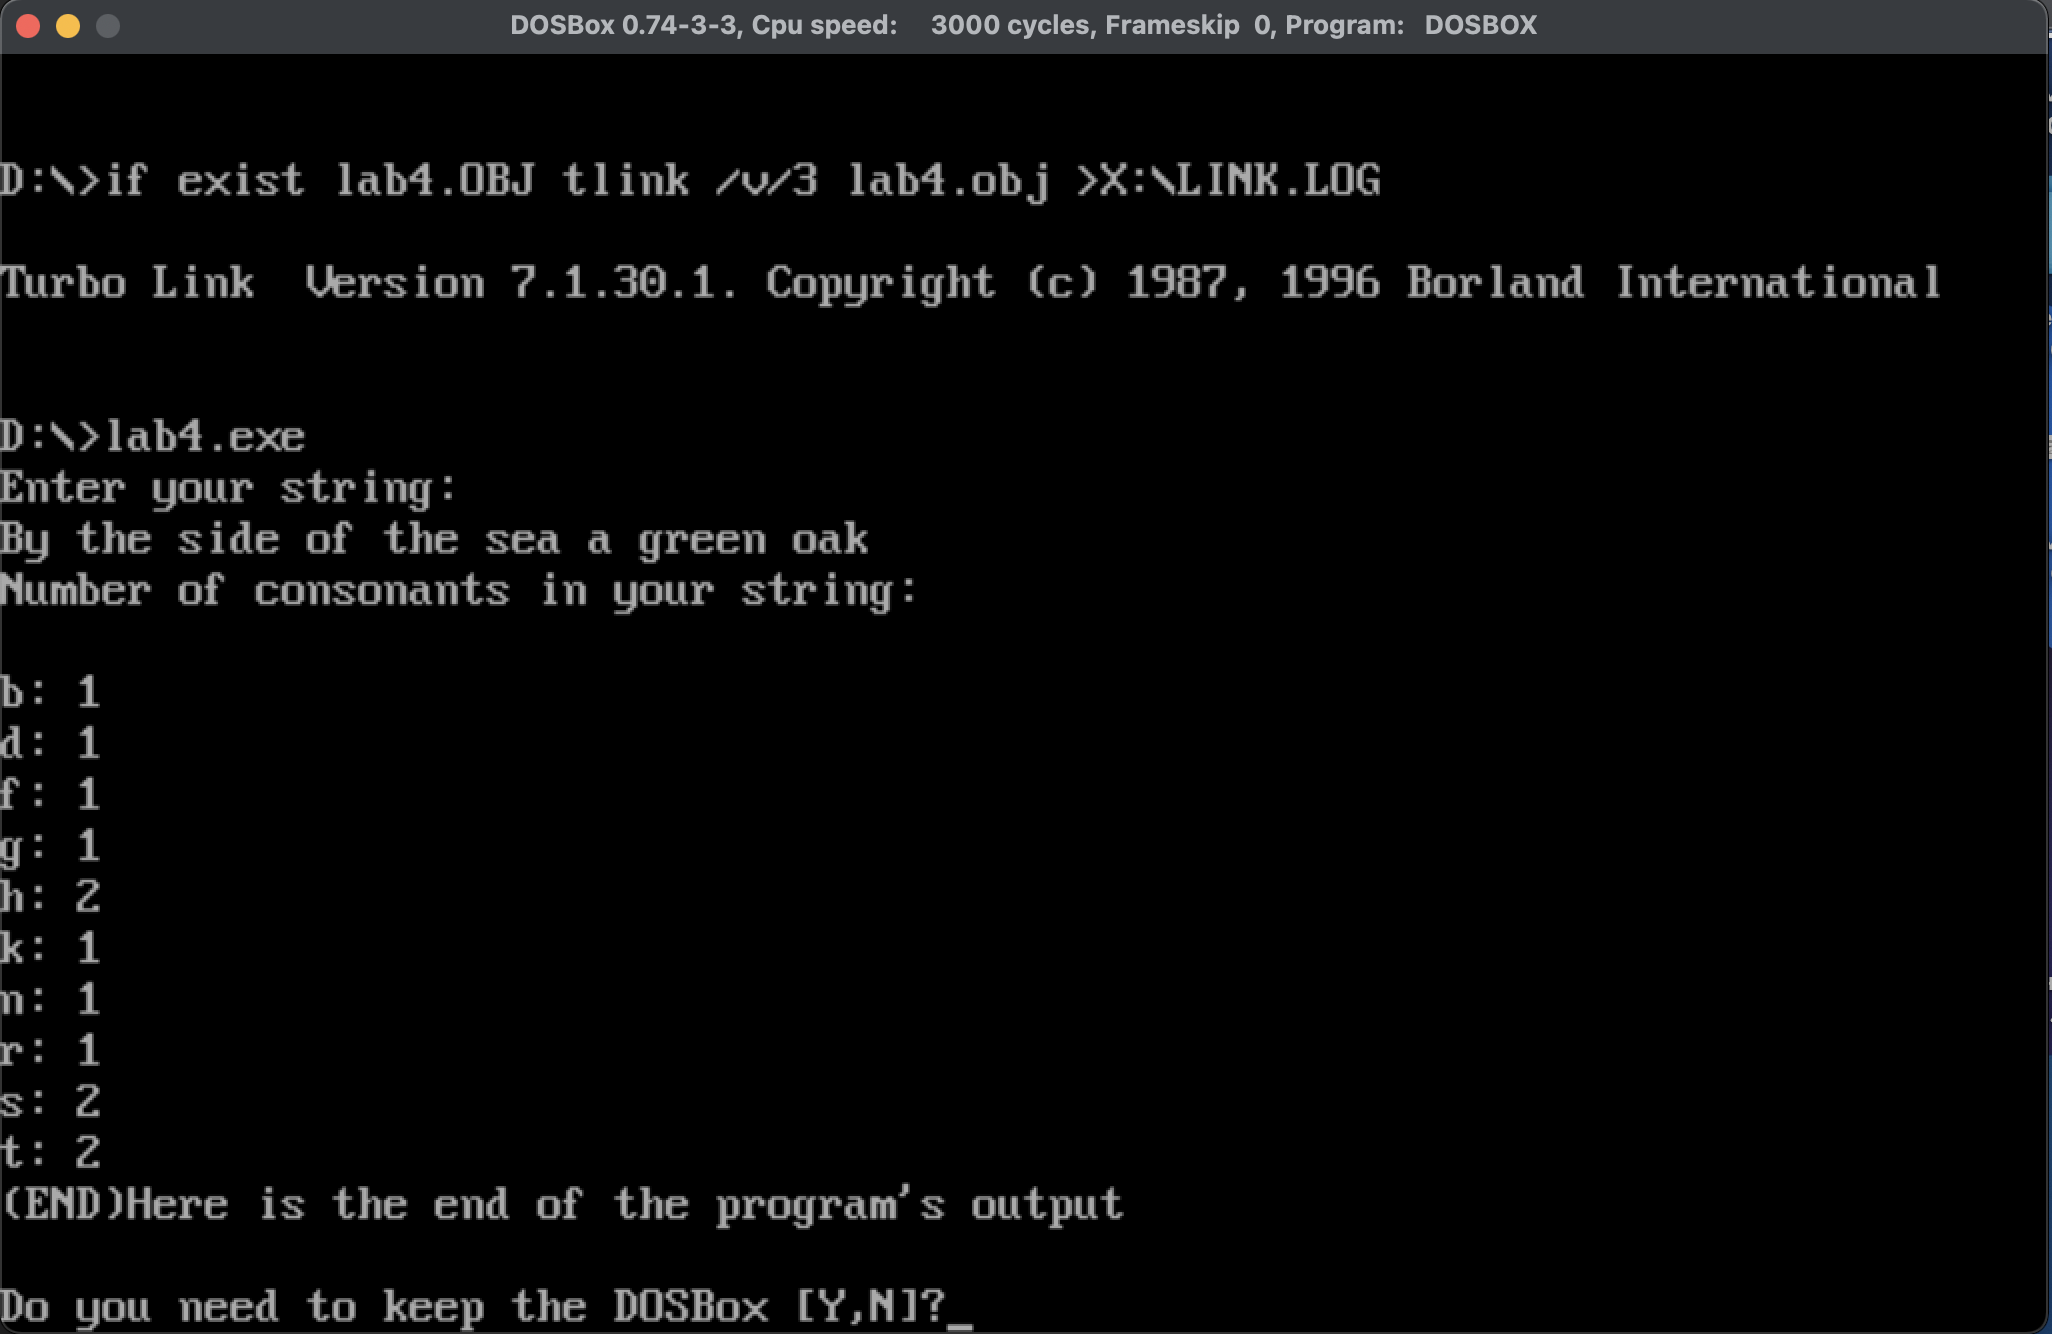 DOSBox 0.74-3-3, Cpu speed: 3000 cycles, Frameskip 0, Program: DOSBOX
D:\>if exist lab4.OBJ tlink /v/3 lab4.obj >X:\LINK.LOG
Turbo Link  Version 7.1.30.1. Copyright (c) 1987, 1996 Borland International
D:\>lab4.exe
Enter your string:
By the side of the sea a green oak
Number of consonants in your string:
b: 1
d: 1
f: 1
g: 1
h: 2
k: 1
n: 1
r: 1
s: 2
t: 2
(END)Here is the end of the program's output
Do you need to keep the DOSBox [Y,N]?_